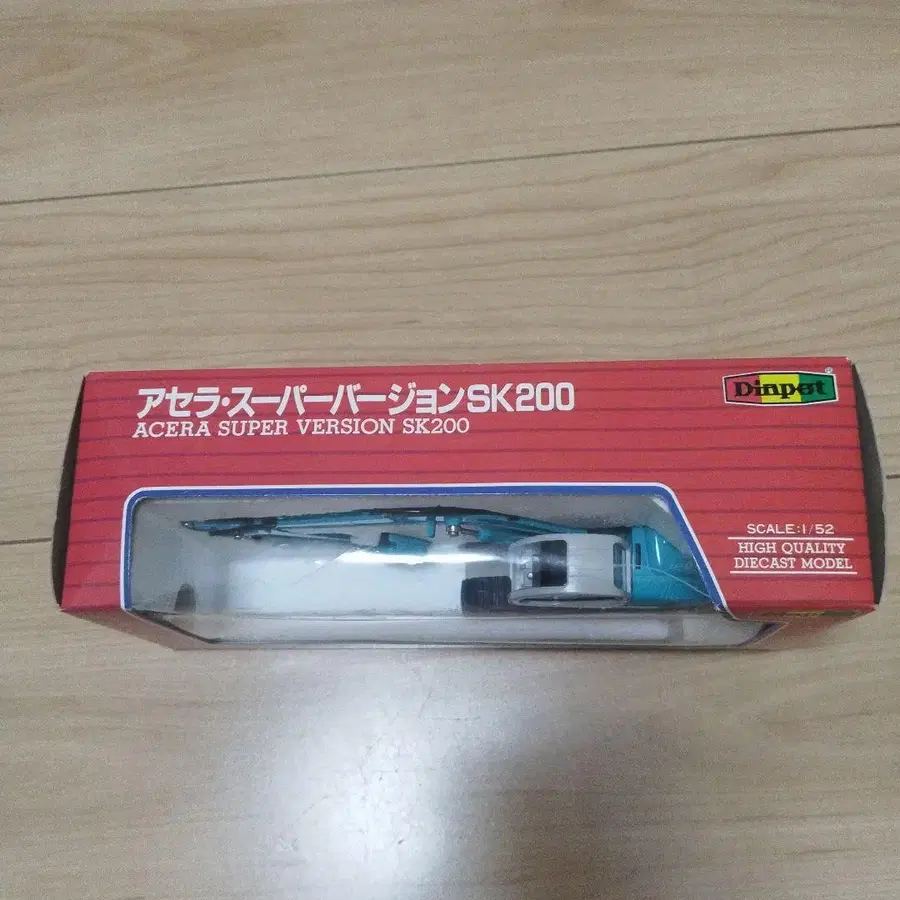 アセラ・スーパーバージョンSK200
ACERA SUPER VERSION SK200
Diapet
SCALE:1/52
HIGH QUALITY
DIECAST MODEL